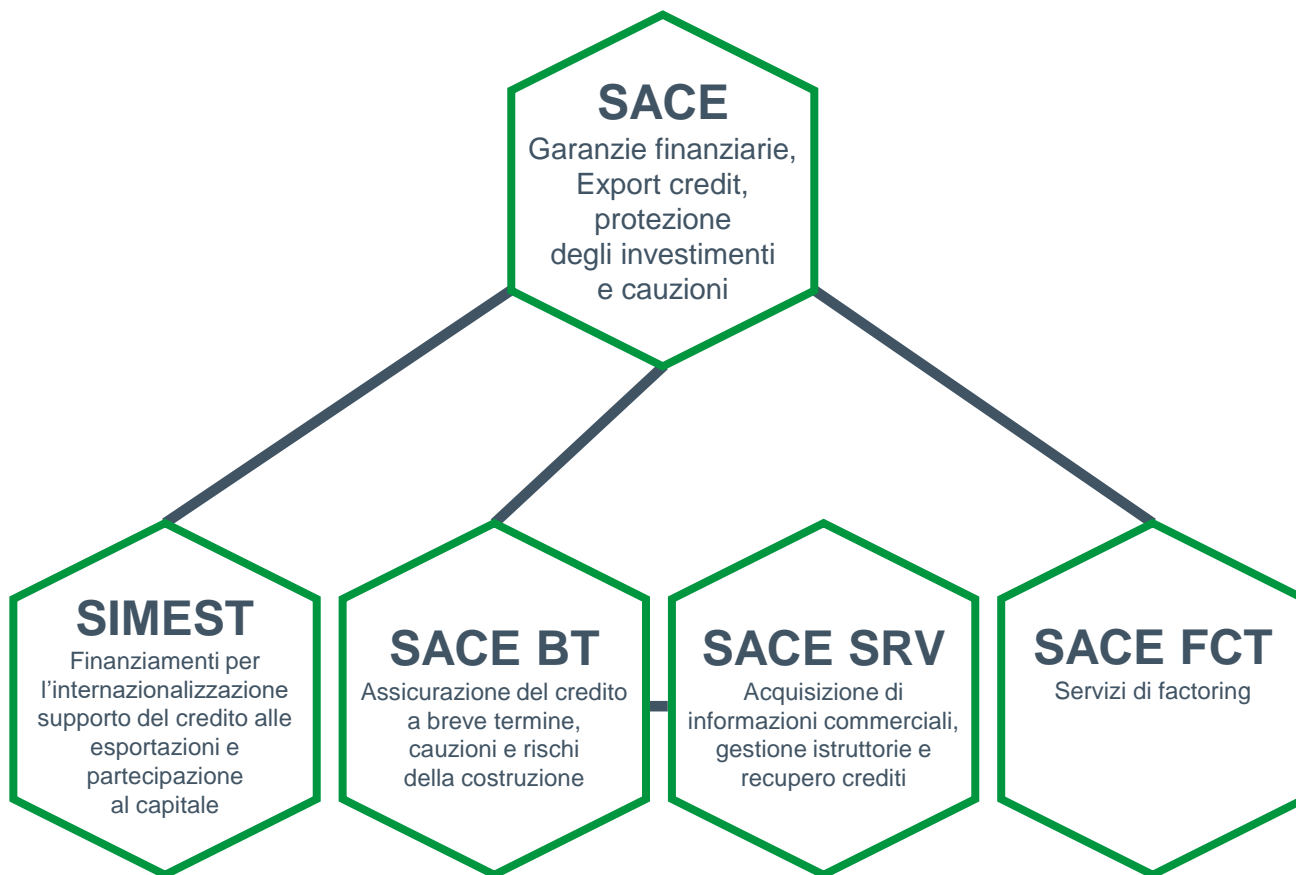 SACE
Garanzie finanziarie,
Export credit,
protezione
degli investimenti
e cauzioni
SIMEST
Finanziamenti per
l'internazionalizzazione
supporto del credito alle
esportazioni e
partecipazione
al capitale
SACE BT
Assicurazione del credito
a breve termine,
cauzioni e rischi
della costruzione
SACE SRV
Acquisizione di
informazioni commerciali,
gestione istruttorie e
recupero crediti
SACE FCT
Servizi di factoring